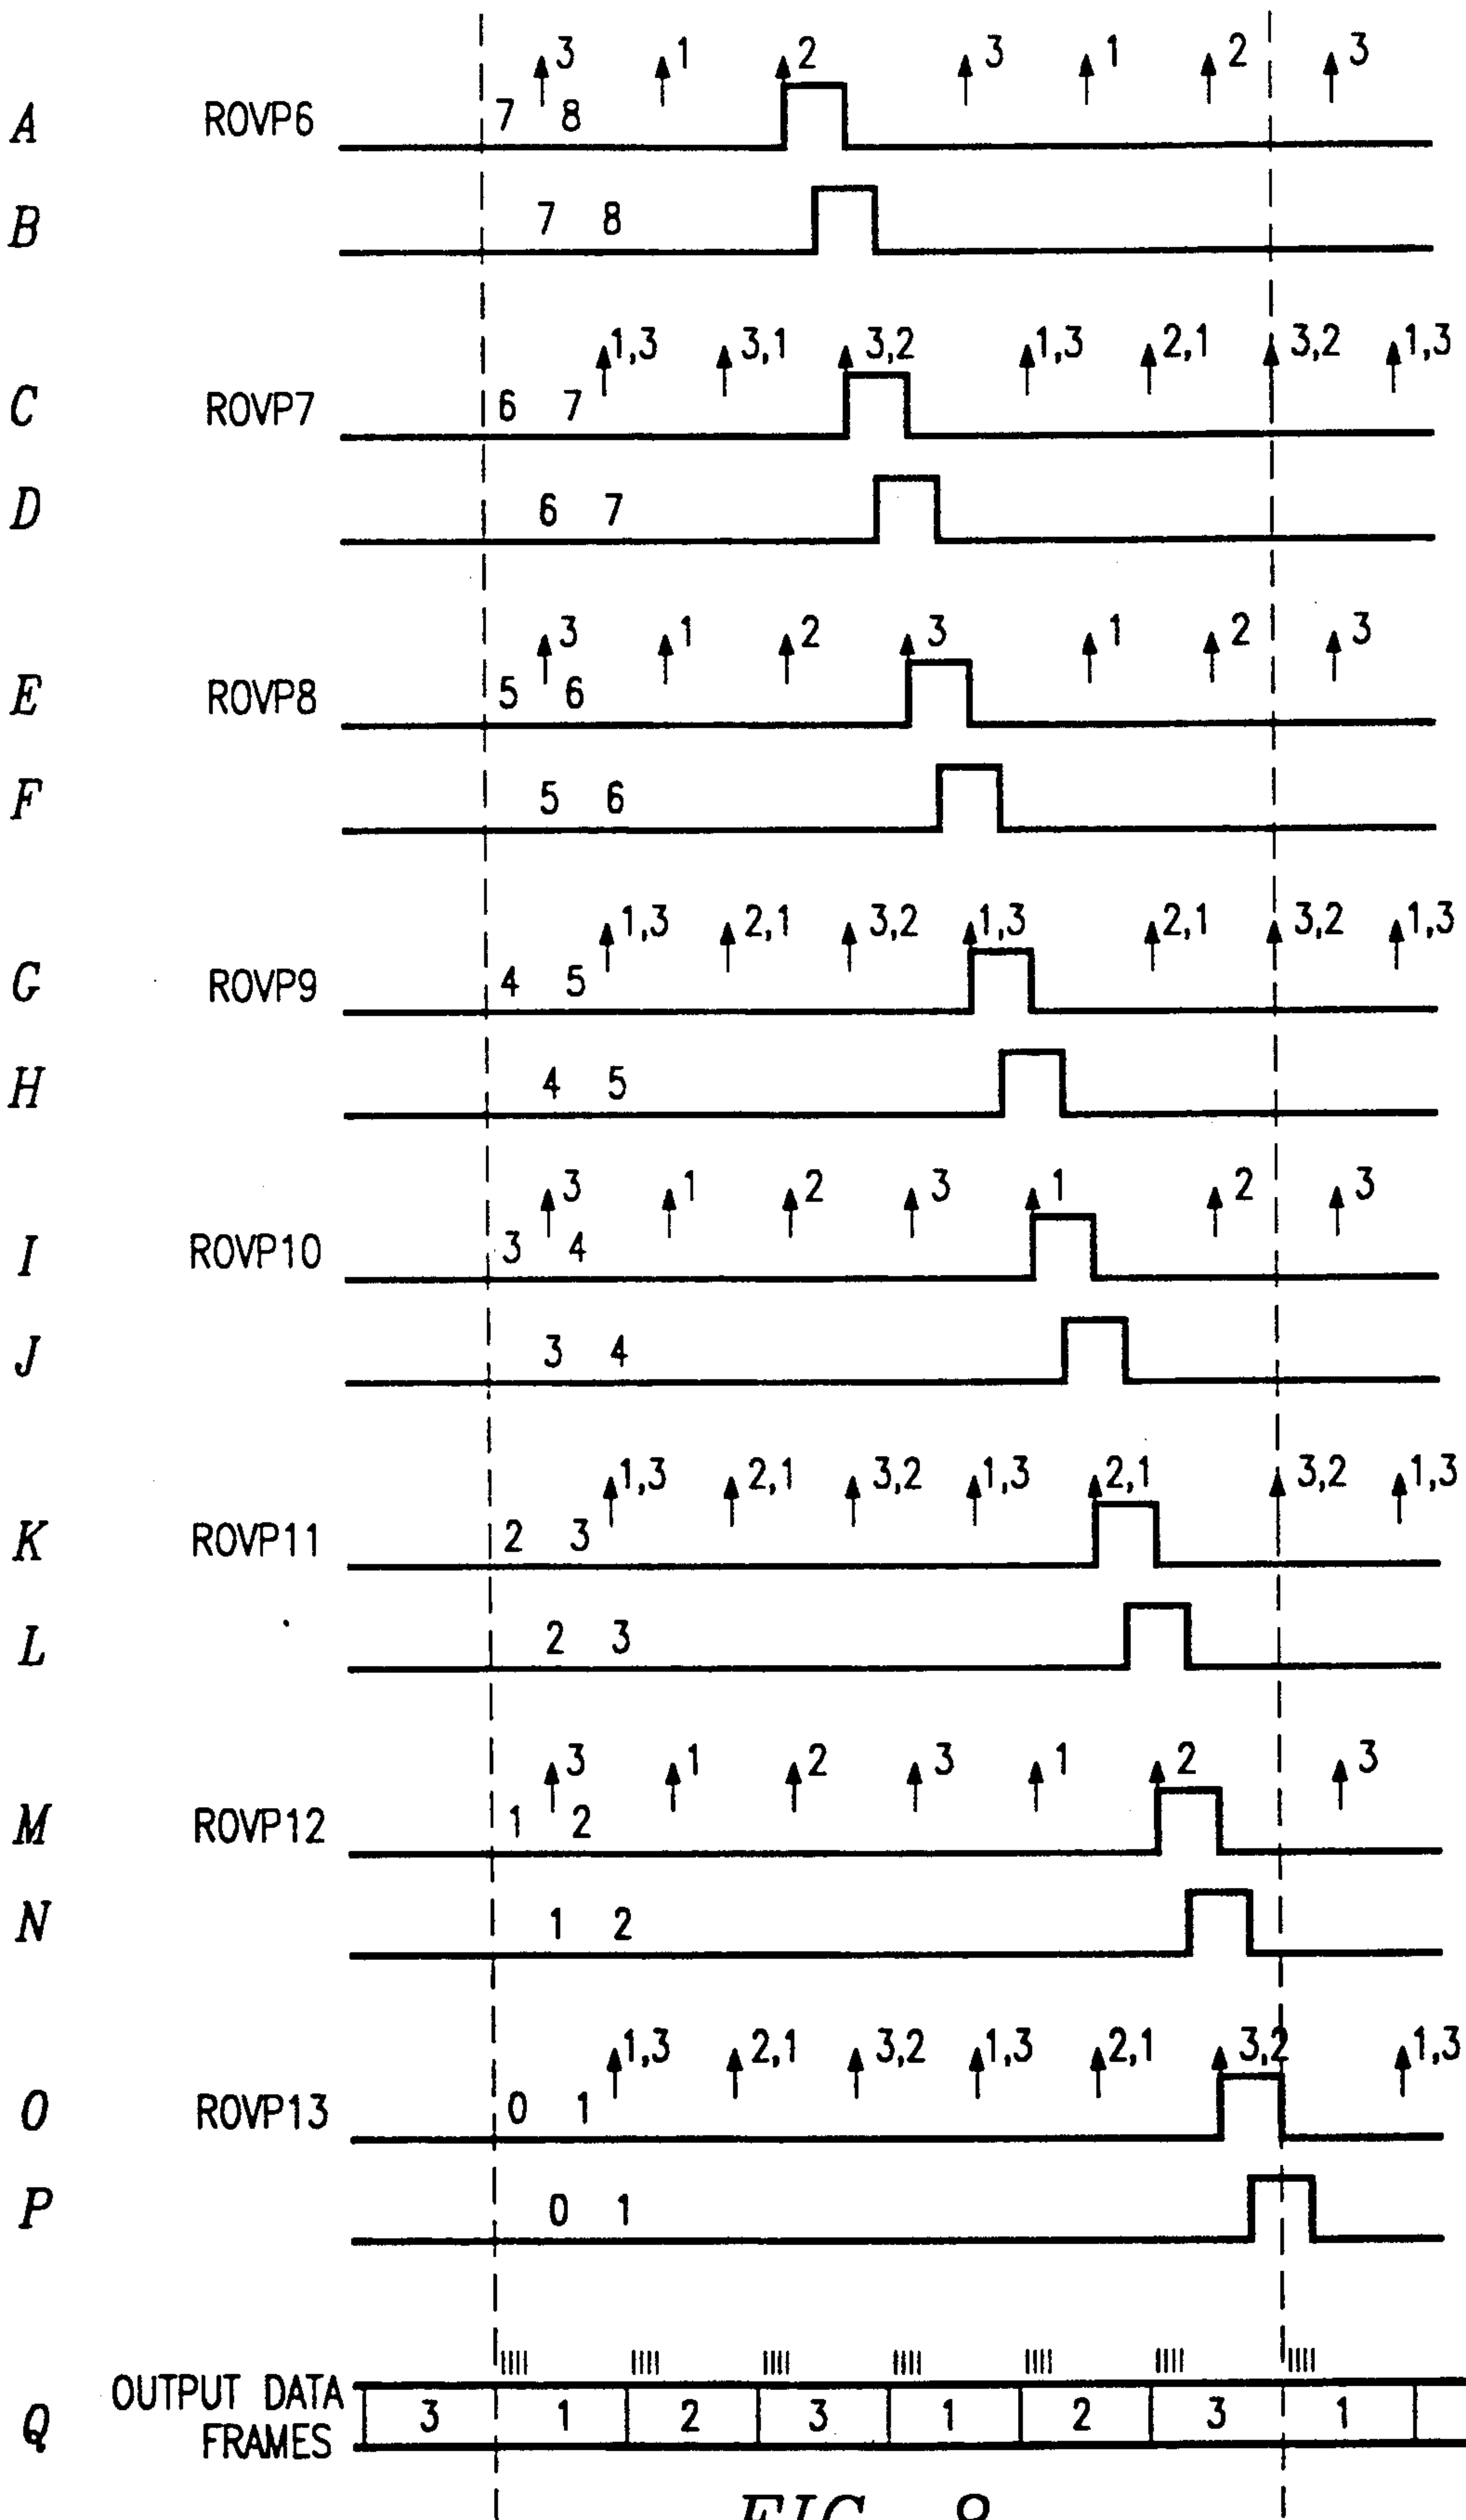 3 1 2 3 1 2 3
A ROVP6 7 8
B 7 8
1,3 3,1 3,2 1,3 2,1 3,2 1,3
C ROVP7 6 7
D 6 7
3 1 2 3 1 2 3
E ROVP8 5 6
F 5 6
1,3 2,1 3,2 1,3 2,1 3,2 1,3
G ROVP9 4 5
H 4 5
3 1 2 3 1 2 3
I ROVP10 3 4
J 3 4
1,3 2,1 3,2 1,3 2,1 3,2 1,3
K ROVP11 2 3
L 2 3
3 1 2 3 1 2 3
M ROVP12 1 2
N 1 2
1,3 2,1 3,2 1,3 2,1 3,2 1,3
O ROVP13 0 1
P 0 1
OUTPUT DATA
Q FRAMES 3 1 2 3 1 2 3 1